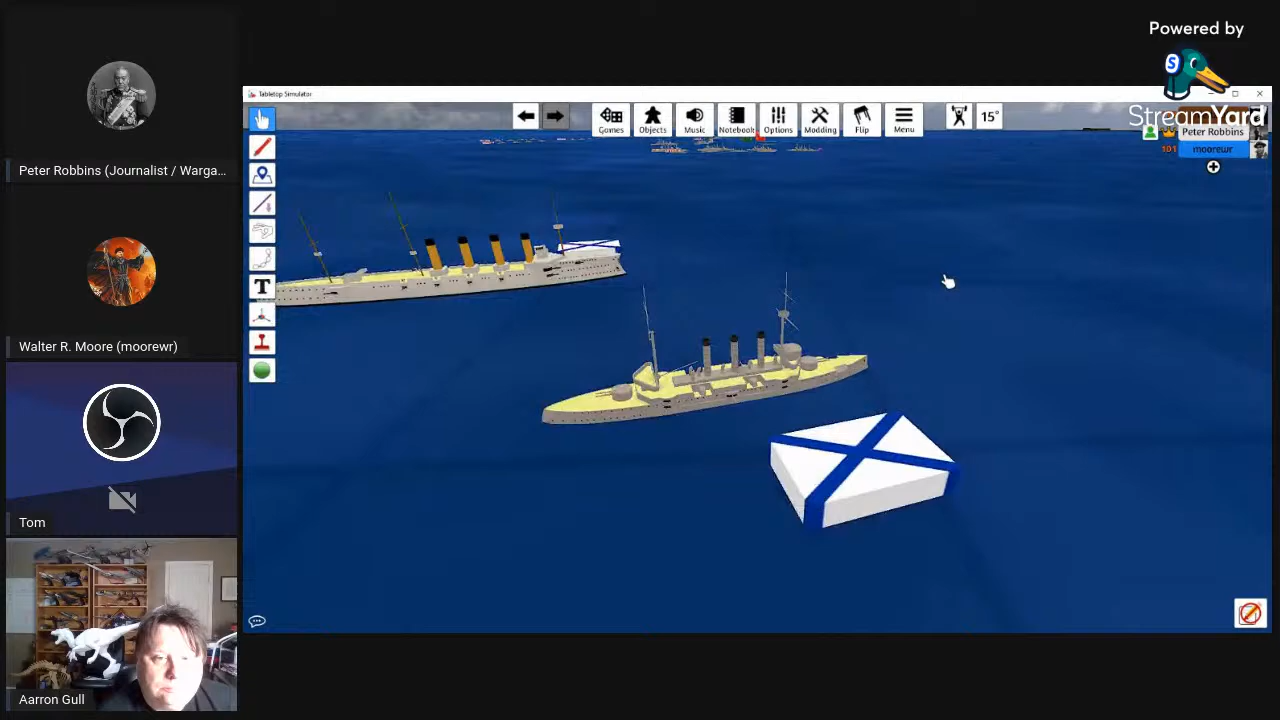 Powered by
S
StreamYard
Peter Robbins (Journalist / Warga...
Walter R. Moore (moorewr)
Tom
Aarron Gull
Tabletop Simulator
Games
Objects
Music
Notebook
Options
Modding
Flip
Menu
15°
Peter Robbins
101 moorewr
T